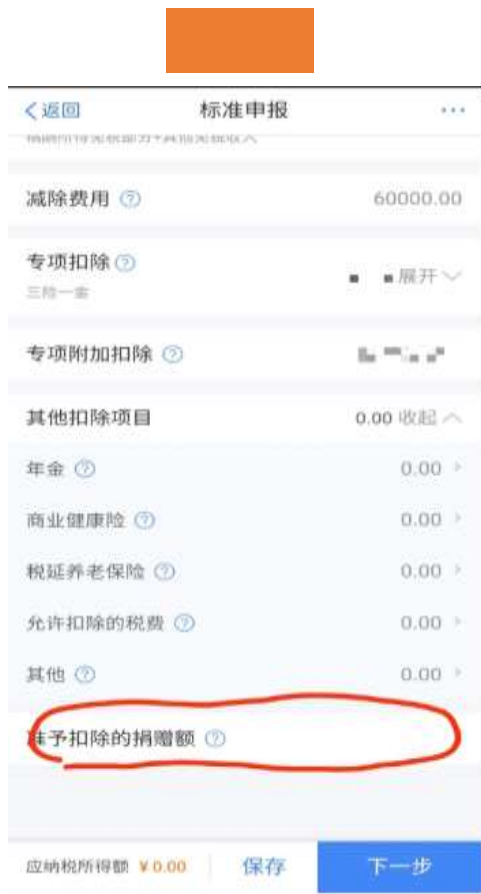 返回 标准申报
减除费用 60000.00
专项扣除 展开
三险一金
专项附加扣除
其他扣除项目 0.00 收起
年金 0.00
商业健康险 0.00
税延养老保险 0.00
允许扣除的税费 0.00
其他 0.00
准予扣除的捐赠额
应纳税所得额 ¥0.00 保存 下一步